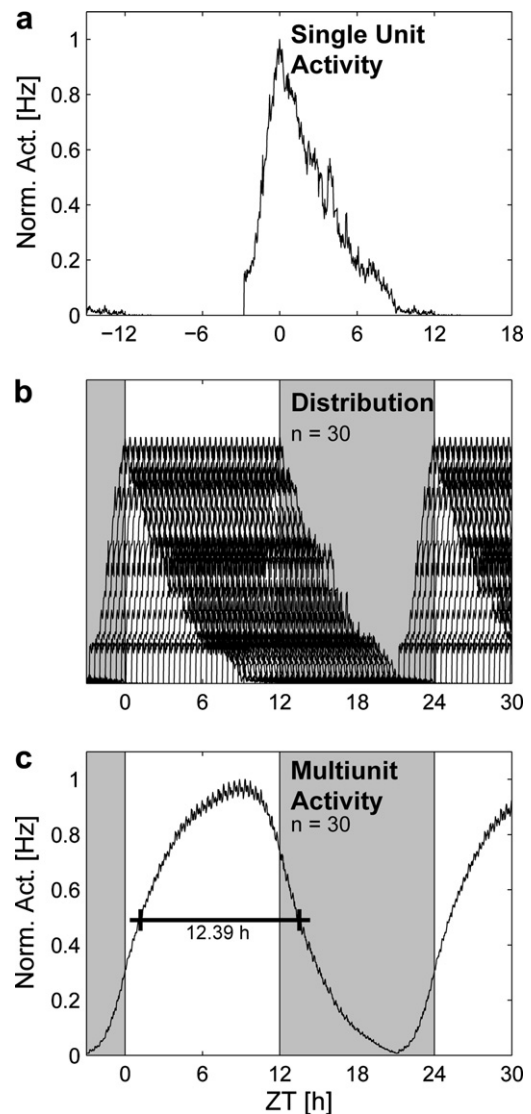 a
Single Unit
Activity
Norm. Act. [Hz]
1
0.8
0.6
0.4
0.2
0
−12 −6 0 6 12 18
b
Distribution
n = 30
0 6 12 18 24 30
c
Multiunit
Activity
n = 30
Norm. Act. [Hz]
1
0.8
0.6
0.4
0.2
0
12.39 h
0 6 12 18 24 30
ZT [h]